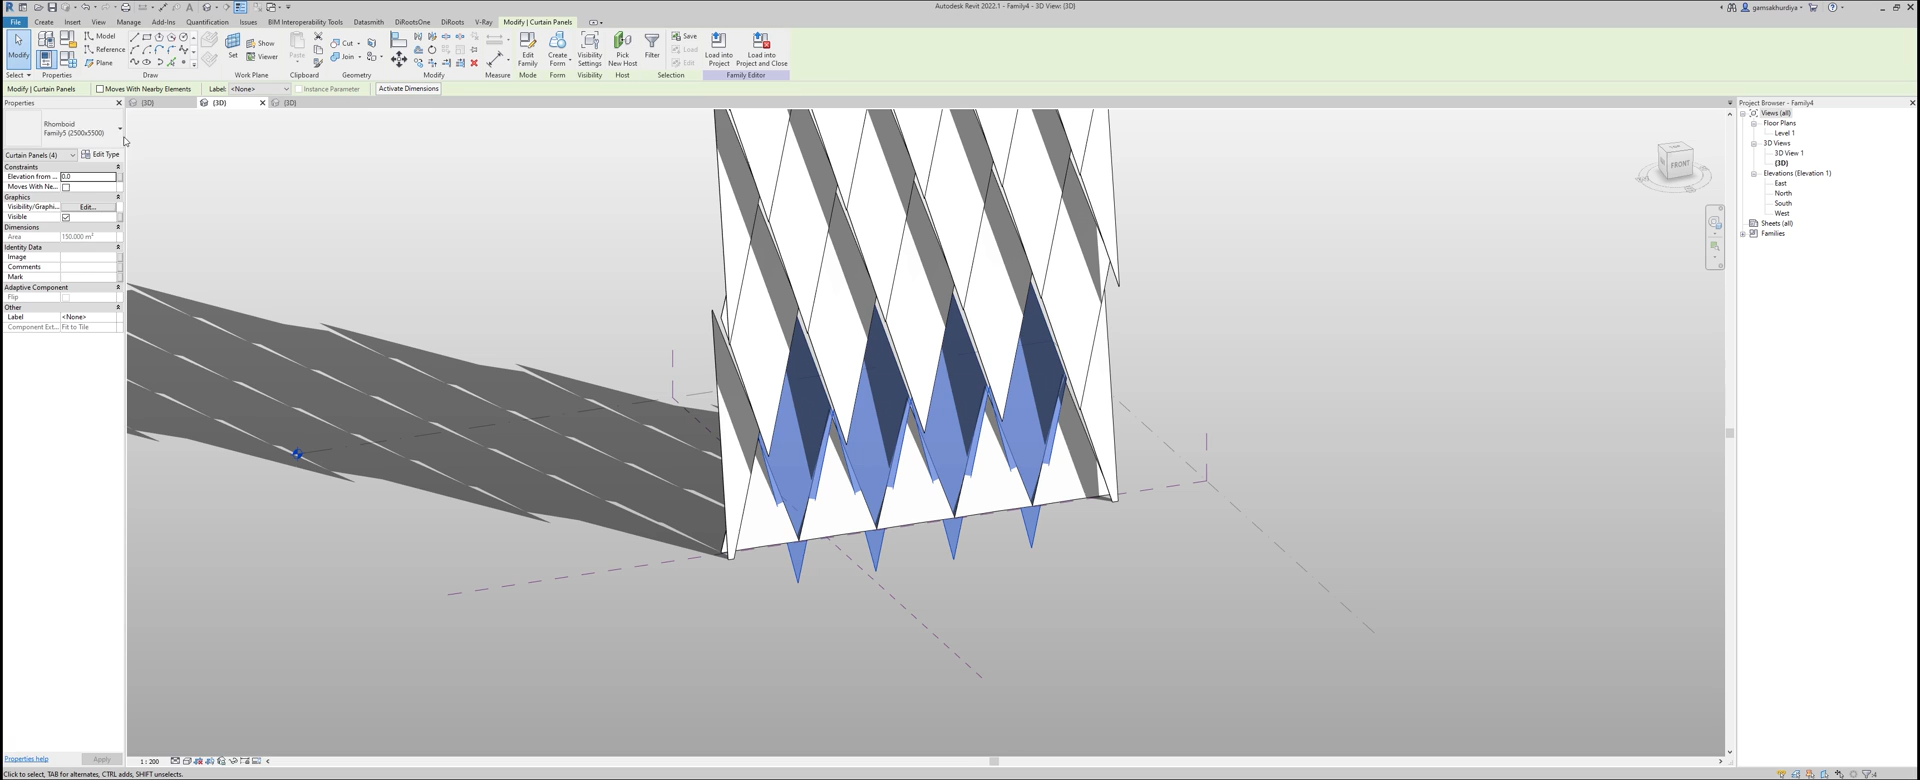 Autodesk Revit 2022.1 - Family4 - 3D View: {3D}
gamsakhurdiya
File Create Insert View Manage Add-Ins Quantification Issues BIM Interoperability Tools Datasmith DiRootsOne DiRoots V-Ray Modify | Curtain Panels
Modify
Model
Reference
Plane
Set
Show
Viewer
Paste
Cut
Join
Edit Family
Create Form
Visibility Settings
Pick New Host
Filter
Save
Load
Edit
Load into Project
Load into Project and Close
Select Properties Draw Work Plane Clipboard Geometry Modify Measure Mode Form Visibility Host Selection Family Editor
Modify | Curtain Panels Moves With Nearby Elements Label: <None> Instance Parameter Activate Dimensions
Properties
{3D} {3D} {3D}
Rhomboid
Family5 (2500x5500)
Curtain Panels (4) Edit Type
Constraints
Elevation from ... 0.0
Moves With Ne...
Graphics
Visibility/Graphi... Edit...
Visible
Dimensions
Area 150.000 m²
Identity Data
Image
Comments
Mark
Adaptive Component
Flip
Other
Label <None>
Component Ext... Fit to Tile
Properties help Apply
FRONT
Project Browser - Family4
Views (all)
Floor Plans
Level 1
3D Views
3D View 1
{3D}
Elevations (Elevation 1)
East
North
South
West
Sheets (all)
Families
1 : 200
Click to select, TAB for alternates, CTRL adds, SHIFT unselects.
:4